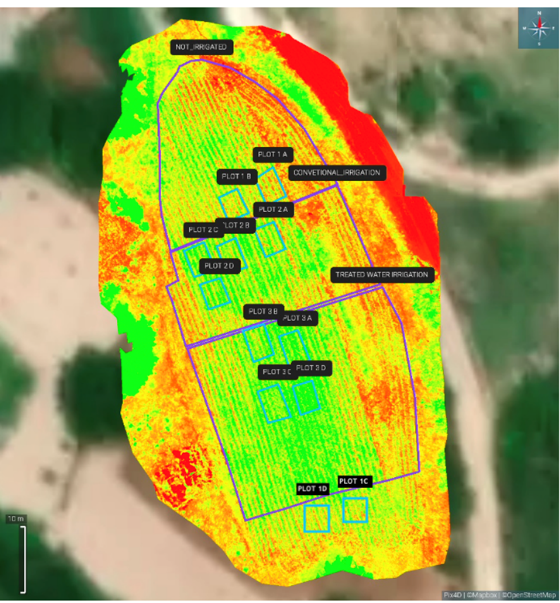 N
NOT_IRRIGATED
PLOT 1 A
CONVETIONAL_IRRIGATION
PLOT 1 B
PLOT 2 A
PLOT 2 C
PLOT 2 B
PLOT 2 D
TREATED WATER IRRIGATION
PLOT 3 B
PLOT 3 A
PLOT 3 C
PLOT 3 D
PLOT 1D
PLOT 1C
10 m
Pix4D | ©Mapbox | ©OpenStreetMap